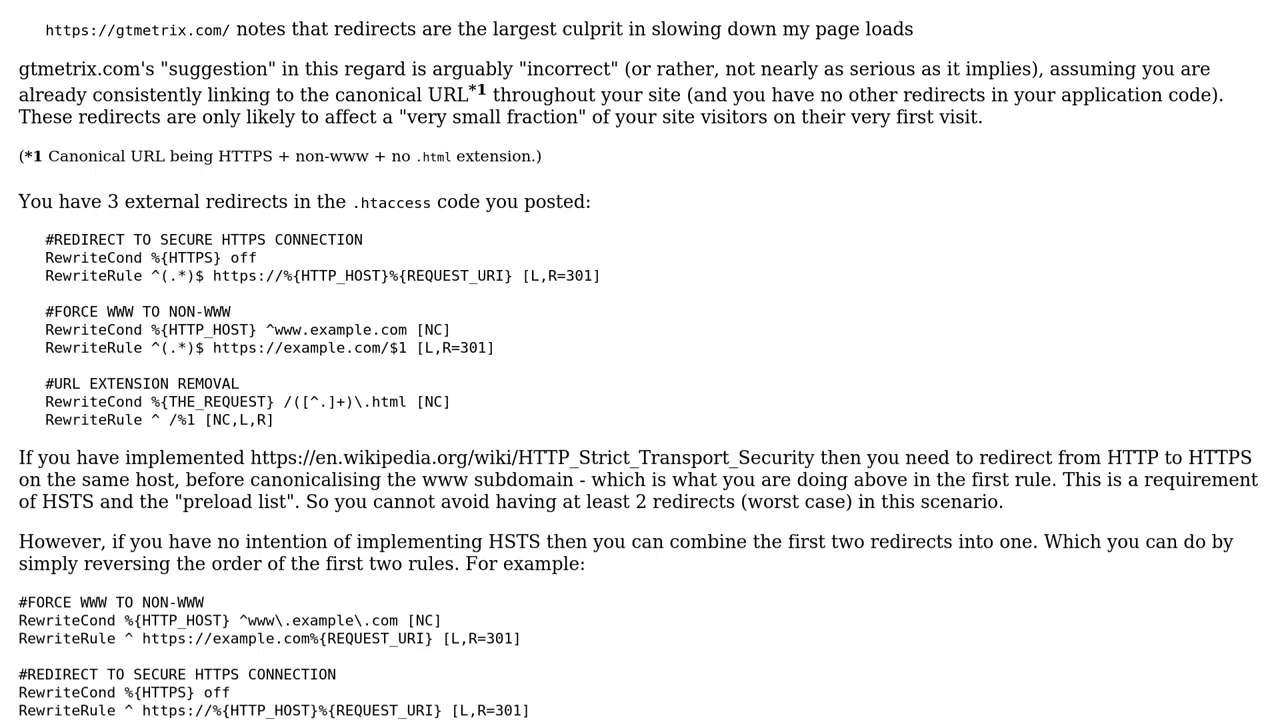 https://gtmetrix.com/ notes that redirects are the largest culprit in slowing down my page loads
gtmetrix.com's "suggestion" in this regard is arguably "incorrect" (or rather, not nearly as serious as it implies), assuming you are
already consistently linking to the canonical URL*1 throughout your site (and you have no other redirects in your application code).
These redirects are only likely to affect a "very small fraction" of your site visitors on their very first visit.
(*1 Canonical URL being HTTPS + non-www + no .html extension.)
You have 3 external redirects in the .htaccess code you posted:
#REDIRECT TO SECURE HTTPS CONNECTION
RewriteCond %{HTTPS} off
RewriteRule ^(.*)$ https://%{HTTP_HOST}%{REQUEST_URI} [L,R=301]
#FORCE WWW TO NON-WWW
RewriteCond %{HTTP_HOST} ^www.example.com [NC]
RewriteRule ^(.*)$ https://example.com/$1 [L,R=301]
#URL EXTENSION REMOVAL
RewriteCond %{THE_REQUEST} /([^.]+)\.html [NC]
RewriteRule ^ /%1 [NC,L,R]
If you have implemented https://en.wikipedia.org/wiki/HTTP_Strict_Transport_Security then you need to redirect from HTTP to HTTPS
on the same host, before canonicalising the www subdomain - which is what you are doing above in the first rule. This is a requirement
of HSTS and the "preload list". So you cannot avoid having at least 2 redirects (worst case) in this scenario.
However, if you have no intention of implementing HSTS then you can combine the first two redirects into one. Which you can do by
simply reversing the order of the first two rules. For example:
#FORCE WWW TO NON-WWW
RewriteCond %{HTTP_HOST} ^www\.example\.com [NC]
RewriteRule ^ https://example.com%{REQUEST_URI} [L,R=301]
#REDIRECT TO SECURE HTTPS CONNECTION
RewriteCond %{HTTPS} off
RewriteRule ^ https://%{HTTP_HOST}%{REQUEST_URI} [L,R=301]